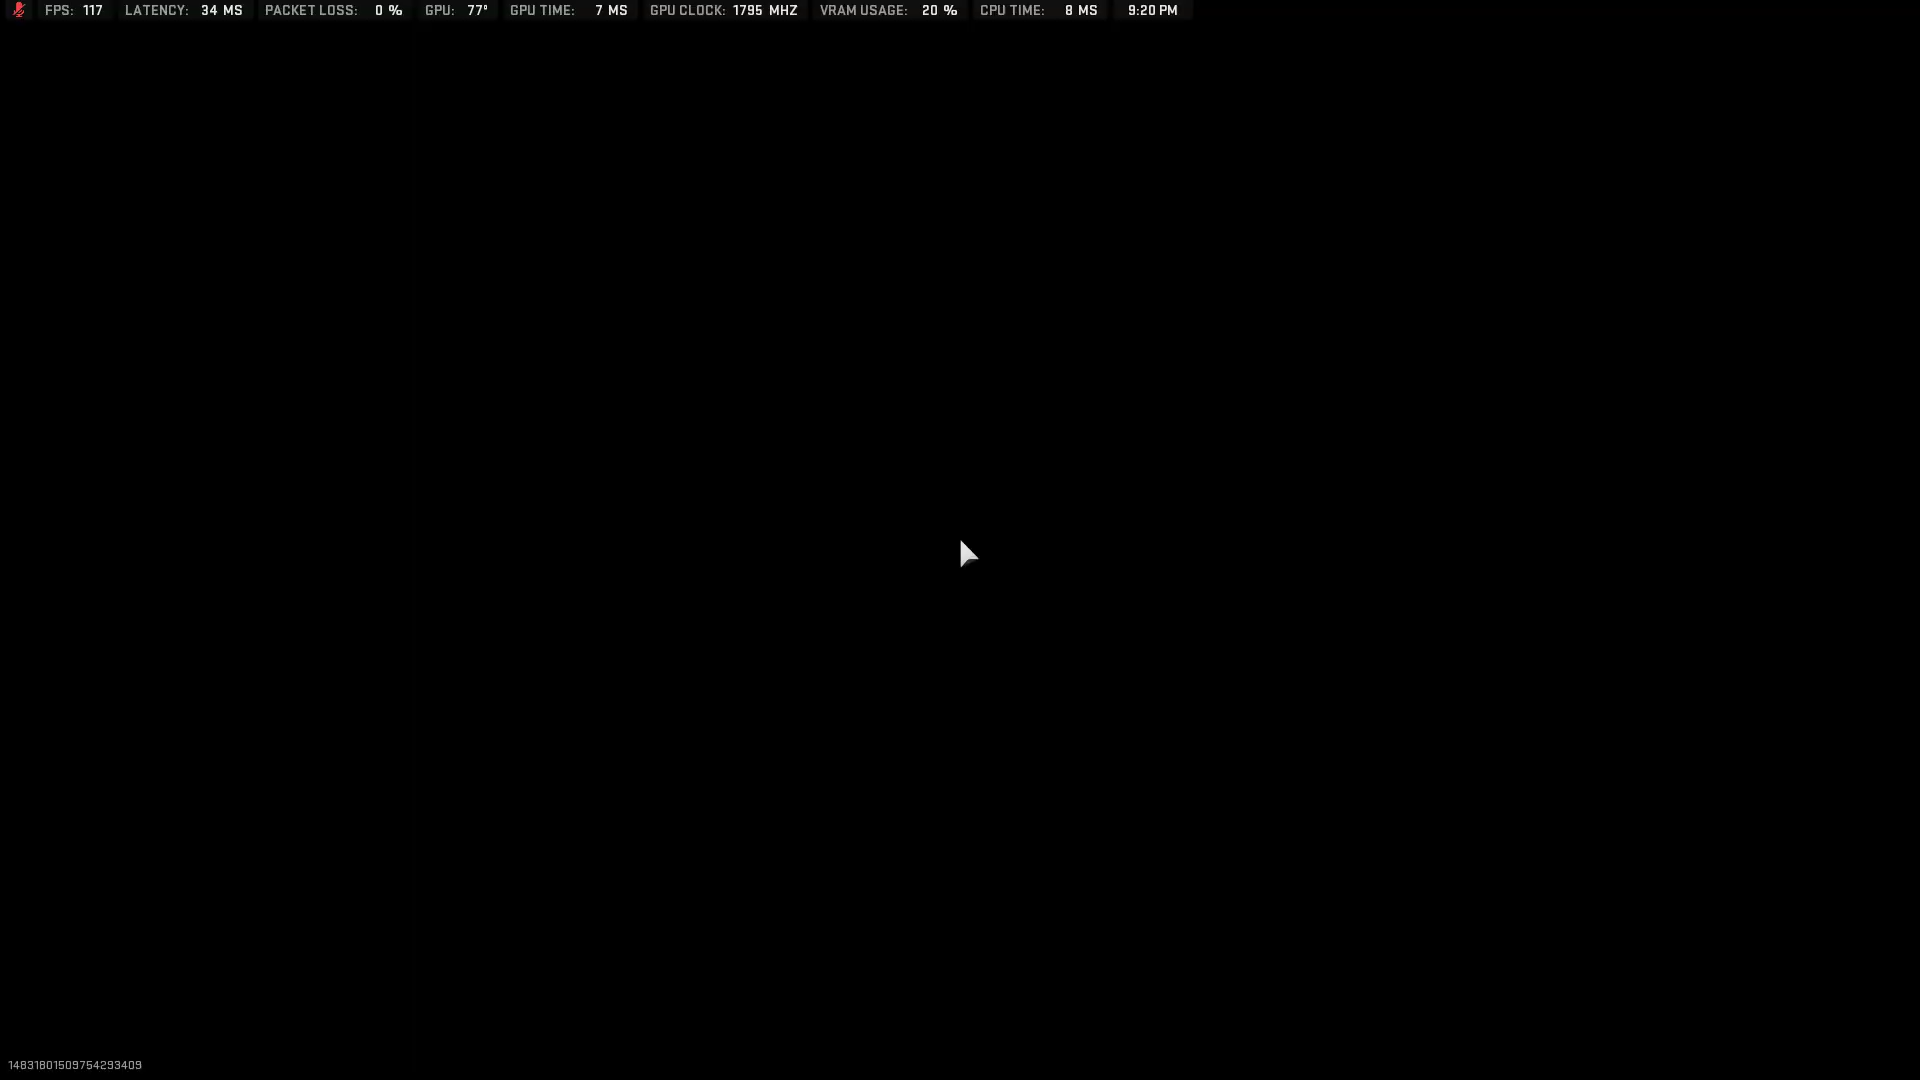 FPS: 117 LATENCY: 34 MS PACKET LOSS: 0 % GPU: 77° GPU TIME: 7 MS GPU CLOCK: 1795 MHZ VRAM USAGE: 20 % CPU TIME: 8 MS 9:20 PM
14831801509754293409